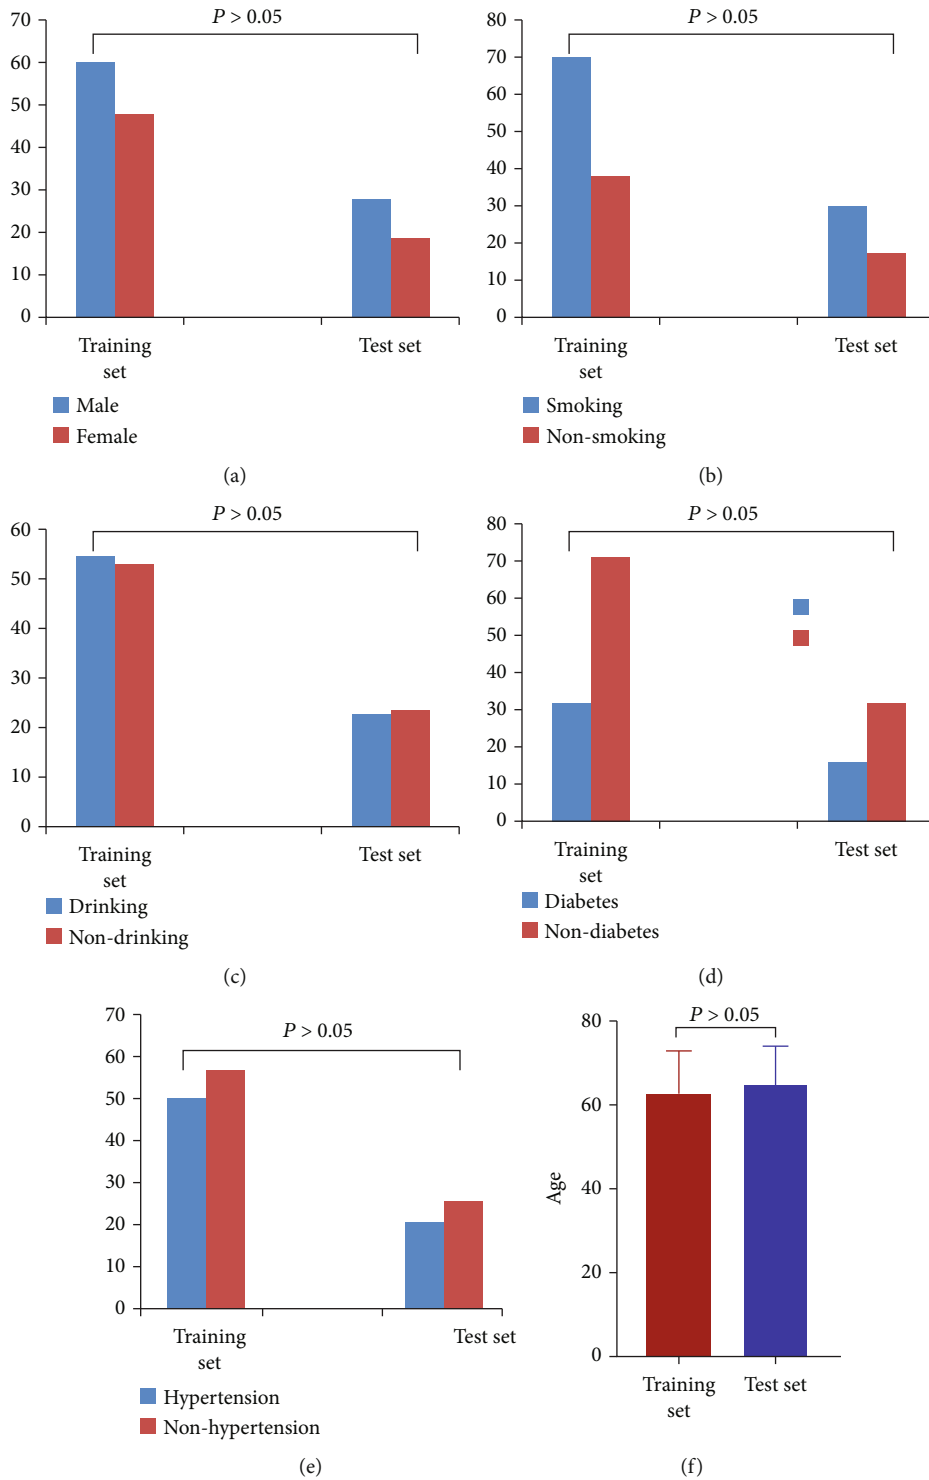 P > 0.05
70
60
50
40
30
20
10
0
Training
set
Test set
Male
Female
(a)
P > 0.05
80
70
60
50
40
30
20
10
0
Training
set
Test set
Smoking
Non-smoking
(b)
P > 0.05
60
50
40
30
20
10
0
Training
set
Test set
Drinking
Non-drinking
(c)
P > 0.05
80
70
60
50
40
30
20
10
0
Training
set
Test set
Diabetes
Non-diabetes
(d)
P > 0.05
70
60
50
40
30
20
10
0
Training
set
Test set
Hypertension
Non-hypertension
(e)
P > 0.05
80
60
40
20
0
Age
Training
set
Test set
(f)